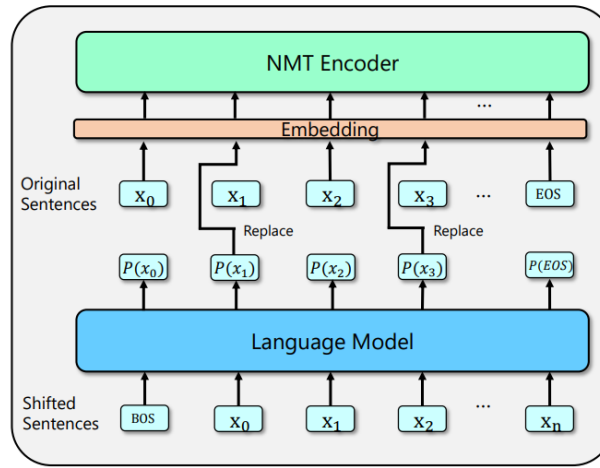 NMT Encoder
...
Embedding
Original
Sentences
x₀ x₁ x₂ x₃ ... EOS
Replace Replace
P(x₀) P(x₁) P(x₂) P(x₃) P(EOS)
Language Model
Shifted
Sentences
BOS x₀ x₁ x₂ ... xₙ